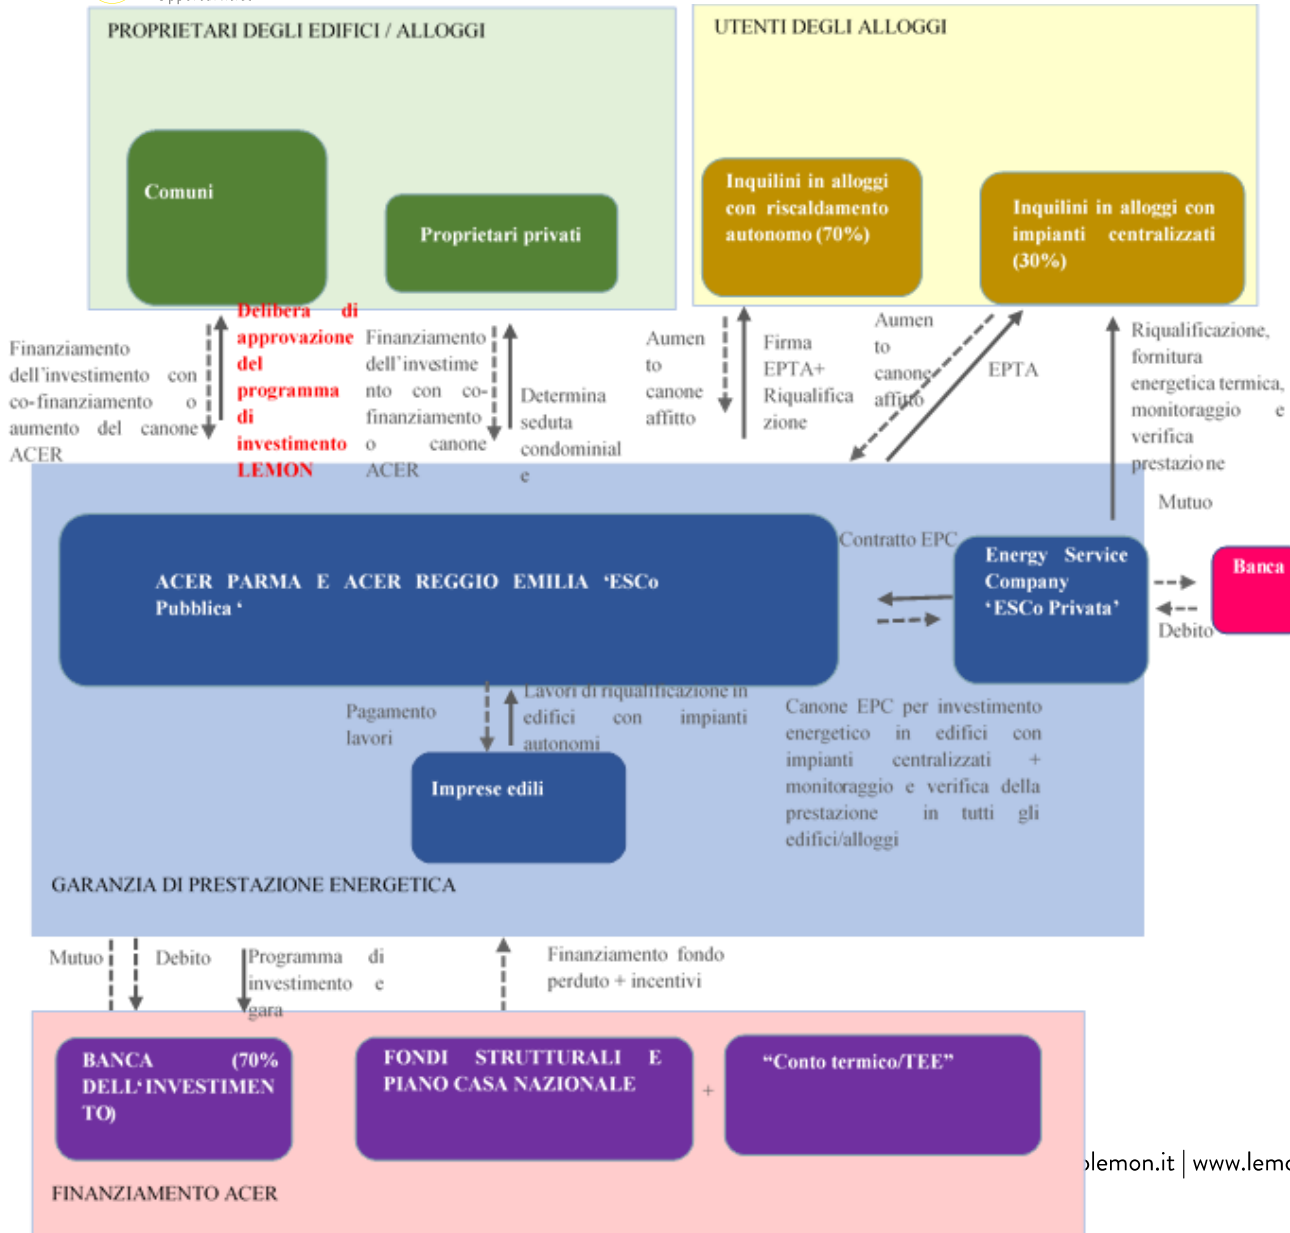 PROPRIETARI DEGLI EDIFICI / ALLOGGI
UTENTI DEGLI ALLOGGI
Comuni
Proprietari privati
Inquilini in alloggi
con riscaldamento
autonomo (70%)
Inquilini in alloggi con
impianti centralizzati
(30%)
Finanziamento
dell'investimento con
co-finanziamento o
aumento del canone
ACER
Delibera di
approvazione
del
programma
di
investimento
LEMON
Finanziamento
dell'investime
nto con co-
finanziamento
o canone
ACER
Determina
seduta
condominial
e
Aumen
to
canone
affitto
Firma
EPTA+
Riqualifica
zione
Aumen
to
canone
affitto
EPTA
Riqualificazione,
fornitura
energetica termica,
monitoraggio e
verifica
prestazione
Mutuo
ACER PARMA E ACER REGGIO EMILIA 'ESCo
Pubblica '
Contratto EPC
Energy Service
Company
'ESCo Privata'
Banca
Debito
Pagamento
lavori
Lavori di riqualificazione in
edifici con impianti
autonomi
Imprese edili
Canone EPC per investimento
energetico in edifici con
impianti centralizzati +
monitoraggio e verifica della
prestazione in tutti gli
edifici/alloggi
GARANZIA DI PRESTAZIONE ENERGETICA
Mutuo
Debito
Programma di
investimento e
gara
Finanziamento fondo
perduto + incentivi
BANCA (70%
DELL'INVESTIMEN
TO)
FONDI STRUTTURALI E
PIANO CASA NAZIONALE
+
"Conto termico/TEE"
FINANZIAMENTO ACER
lemon.it | www.lemo